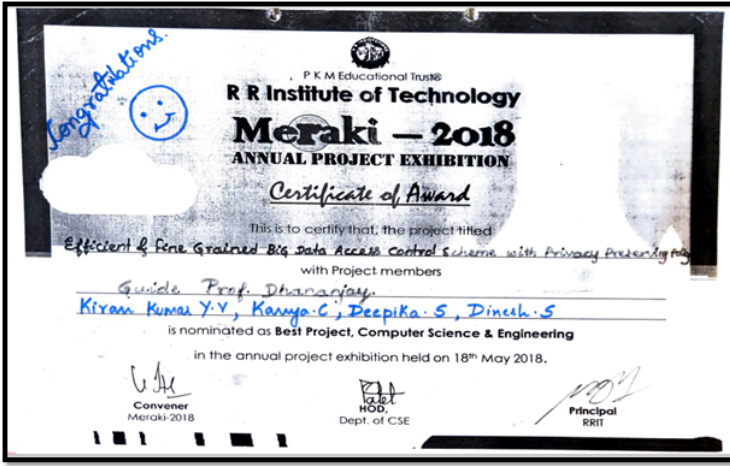 Congratulations.
P K M Educational Trust®
R R Institute of Technology
Meraki – 2018
ANNUAL PROJECT EXHIBITION
Certificate of Award
This is to certify that, the project titled
Efficient & Fine Grained Big Data Access Control Scheme with Privacy Preserving Policy
with Project members
Guide Prof. Dhananjay.
Kiran Kumar Y.V, Kavya.C, Deepika.S, Dinesh.S
is nominated as Best Project, Computer Science & Engineering
in the annual project exhibition held on 18th May 2018.
Convener
Meraki-2018
HOD,
Dept. of CSE
Principal
RRIT